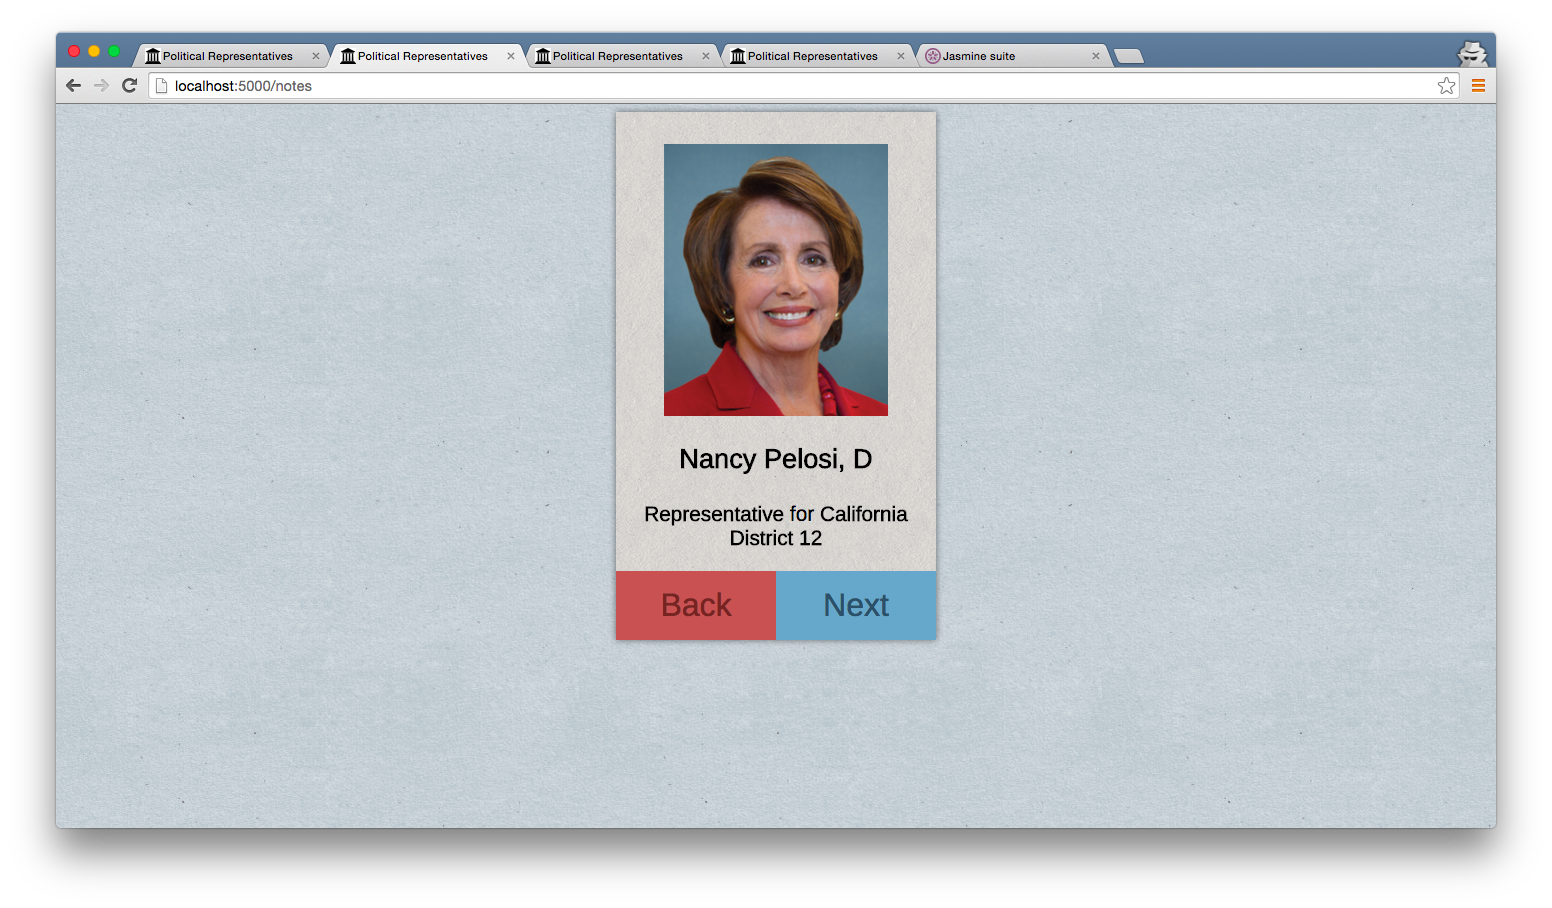 Political Representatives
Political Representatives
Political Representatives
Political Representatives
Jasmine suite
localhost:5000/notes
Nancy Pelosi, D
Representative for California
District 12
Back
Next